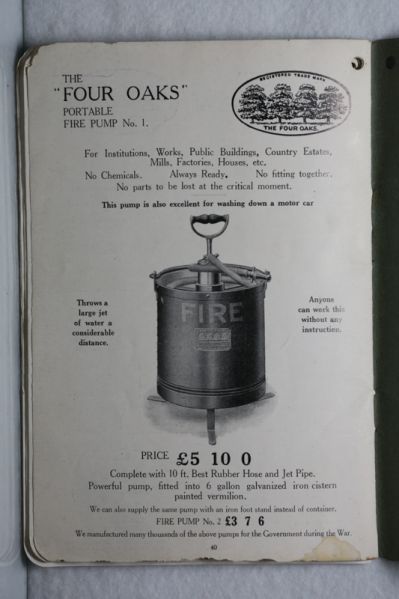 THE
"FOUR OAKS"
PORTABLE
FIRE PUMP No. 1.
REGISTERED TRADE MARK
THE FOUR OAKS.
For Institutions, Works, Public Buildings, Country Estates,
Mills, Factories, Houses, etc.
No Chemicals. Always Ready. No fitting together.
No parts to be lost at the critical moment.
This pump is also excellent for washing down a motor car
Throws a
large jet
of water a
considerable
distance.
FIRE
Anyone
can work this
without any
instruction.
PRICE £5 10 0
Complete with 10 ft. Best Rubber Hose and Jet Pipe.
Powerful pump, fitted into 6 gallon galvanized iron cistern
painted vermilion.
We can also supply the same pump with an iron foot stand instead of container.
FIRE PUMP No. 2 £3 7 6
We manufactured many thousands of the above pumps for the Government during the War.
40